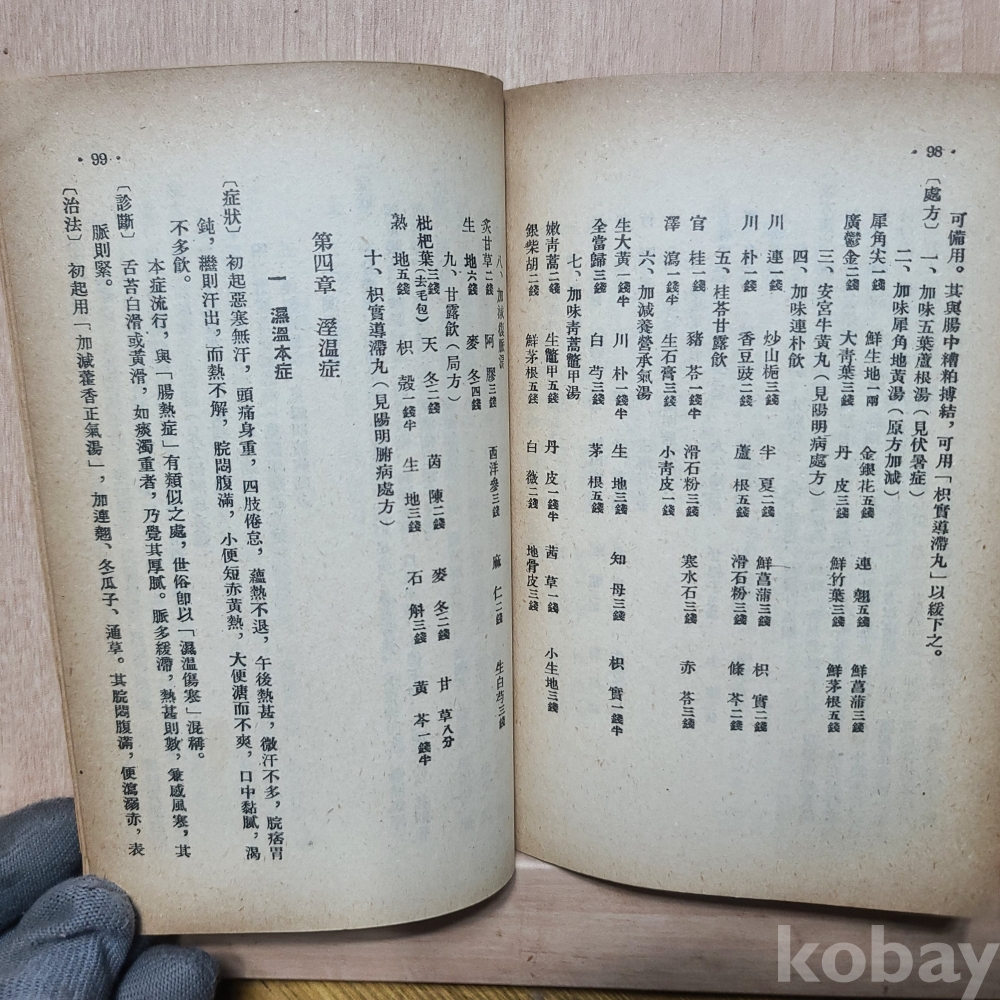 ·98·
可備用。其與腸中糟粕搏結，可用「枳實導滯丸」以緩下之。
〔處方〕　一、加味五葉蘆根湯（見伏暑症）
二、加味犀角地黃湯（原方加減）
犀角尖一錢　鮮生地一兩　金銀花五錢　連　翹五錢　鮮菖蒲三錢
廣鬱金二錢　大青葉三錢　丹　皮三錢　鮮竹葉三錢　鮮茅根五錢
三、安宮牛黃丸（見陽明病處方）
四、加味連朴飲
川　連一錢　炒山梔三錢　半　夏二錢　鮮菖蒲三錢　枳　實二錢
川　朴一錢　香豆豉二錢　蘆　根五錢　滑石粉三錢　條　芩二錢
五、桂苓甘露飲
官　桂一錢　豬　苓一錢半　滑石粉三錢　寒水石三錢　赤　苓三錢
澤　瀉一錢　生石膏三錢　小青皮一錢
六、加減養營承氣湯
生大黃一錢半　川　朴一錢　生　地三錢　知　母三錢　枳　實一錢半
全當歸三錢　白　芍三錢　茅　根五錢
七、加味青蒿鱉甲湯
嫩青蒿二錢　生鱉甲五錢　丹　皮一錢半　茜　草一錢　小生地三錢
銀柴胡二錢　鮮茅根五錢　白　薇二錢　地骨皮三錢
·99·
八、加減復脈湯
炙甘草二錢　阿　膠三錢　西洋參三錢　麻　仁二錢　生白芍三錢
生　地六錢　麥　冬四錢
九、甘露飲（局方）
枇杷葉三錢（去毛包）　天　冬二錢　茵　陳二錢　麥　冬二錢　甘　草八分
熟　地五錢　枳　殼一錢半　生　地三錢　石　斛三錢　黃　芩一錢半
十、枳實導滯丸（見陽明腑病處方）
第四章　溼温症
一　濕溫本症
〔症狀〕　初起惡寒無汗，頭痛身重，四肢倦怠，蘊熱不退，午後熱甚，微汗不多，脘痞胃
鈍，繼則汗出，而熱不解，脘悶腹滿，小便短赤黃熱，大便溏而不爽，口中黏膩，渴
不多飲。
本症流行，與「腸熱症」有類似之處，世俗卽以「濕溫傷寒」混稱。
〔診斷〕　舌苔白滑或黃滑，如痰濁重者，乃覺其厚膩。脈多緩滯，熱甚則數，兼感風寒，其
脈則緊。
〔治法〕　初起用「加減藿香正氣湯」，加連翹、冬瓜子、通草。其脘悶腹滿，便瀉溺赤，表
kobay